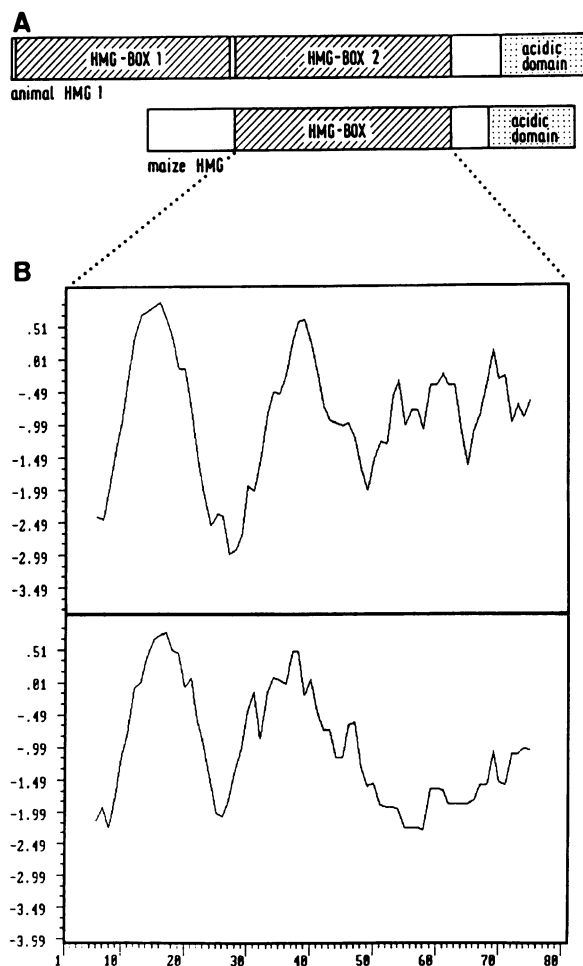 A
HMG-BOX 1 HMG-BOX 2 acidic domain
animal HMG 1
HMG-BOX acidic domain
maize HMG
B
.51
.01
-.49
-.99
-1.49
-1.99
-2.49
-2.99
-3.49
.51
.01
-.49
-.99
-1.49
-1.99
-2.49
-2.99
-3.49
-3.59
1 10 20 30 40 50 60 70 80